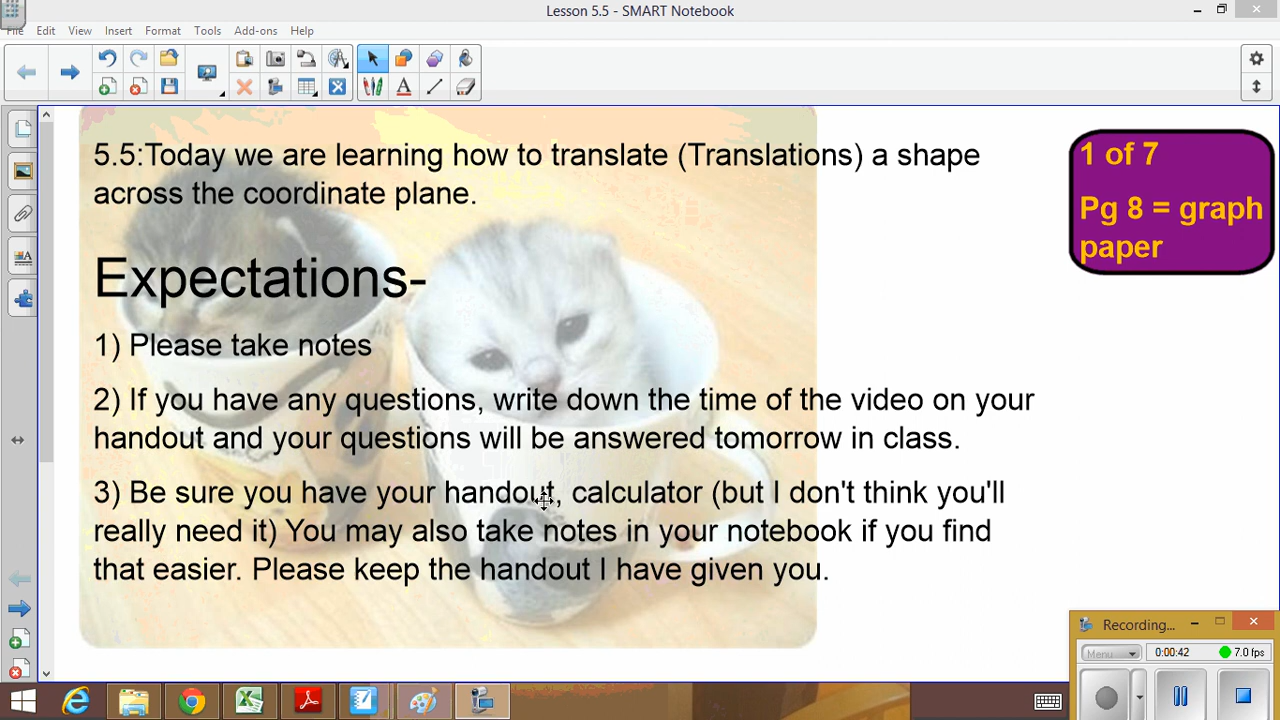 Lesson 5.5 - SMART Notebook
File Edit View Insert Format Tools Add-ons Help
5.5:Today we are learning how to translate (Translations) a shape
across the coordinate plane.
1 of 7
Pg 8 = graph
paper
Expectations-
1) Please take notes
2) If you have any questions, write down the time of the video on your
handout and your questions will be answered tomorrow in class.
3) Be sure you have your handout, calculator (but I don't think you'll
really need it) You may also take notes in your notebook if you find
that easier. Please keep the handout I have given you.
Recording...
Menu 0:00:42 7.0 fps